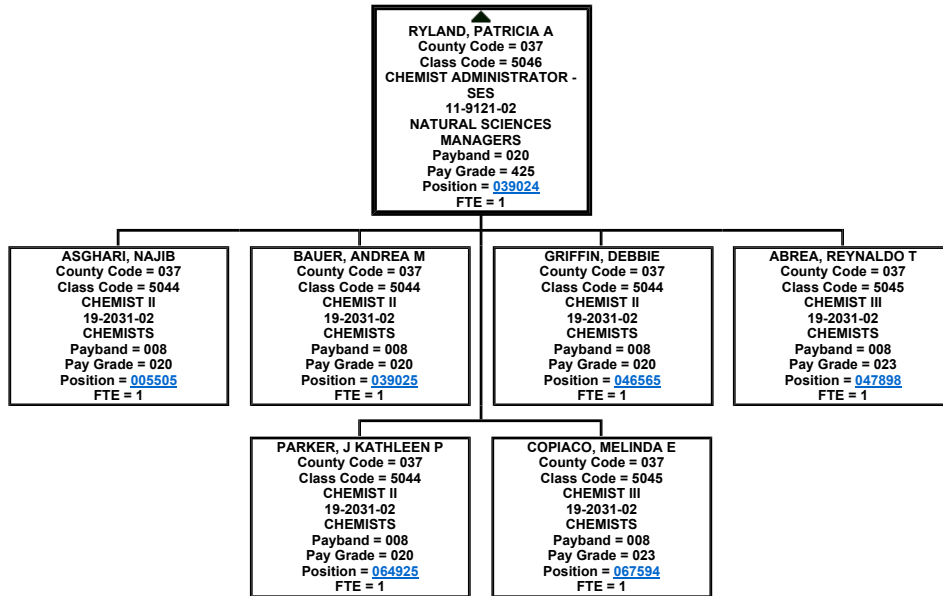 RYLAND, PATRICIA A
County Code = 037
Class Code = 5046
CHEMIST ADMINISTRATOR -
SES
11-9121-02
NATURAL SCIENCES
MANAGERS
Payband = 020
Pay Grade = 425
Position = 039024
FTE = 1
ASGHARI, NAJIB
County Code = 037
Class Code = 5044
CHEMIST II
19-2031-02
CHEMISTS
Payband = 008
Pay Grade = 020
Position = 005505
FTE = 1
BAUER, ANDREA M
County Code = 037
Class Code = 5044
CHEMIST II
19-2031-02
CHEMISTS
Payband = 008
Pay Grade = 020
Position = 039025
FTE = 1
GRIFFIN, DEBBIE
County Code = 037
Class Code = 5044
CHEMIST II
19-2031-02
CHEMISTS
Payband = 008
Pay Grade = 020
Position = 046565
FTE = 1
ABREA, REYNALDO T
County Code = 037
Class Code = 5045
CHEMIST III
19-2031-02
CHEMISTS
Payband = 008
Pay Grade = 023
Position = 047898
FTE = 1
PARKER, J KATHLEEN P
County Code = 037
Class Code = 5044
CHEMIST II
19-2031-02
CHEMISTS
Payband = 008
Pay Grade = 020
Position = 064925
FTE = 1
COPIACO, MELINDA E
County Code = 037
Class Code = 5045
CHEMIST III
19-2031-02
CHEMISTS
Payband = 008
Pay Grade = 023
Position = 067594
FTE = 1